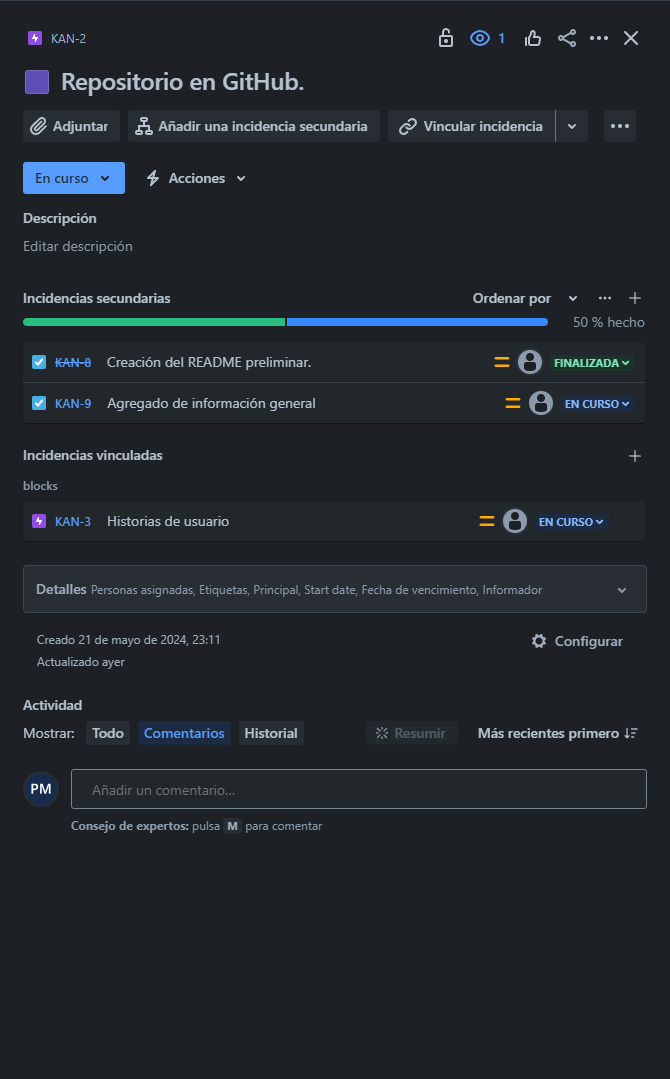 KAN-2
1
Repositorio en GitHub.
Adjuntar
Añadir una incidencia secundaria
Vincular incidencia
En curso
Acciones
Descripción
Editar descripción
Incidencias secundarias
Ordenar por
50 % hecho
KAN-8 Creación del README preliminar. FINALIZADA
KAN-9 Agregado de información general EN CURSO
Incidencias vinculadas
blocks
KAN-3 Historias de usuario EN CURSO
Detalles Personas asignadas, Etiquetas, Principal, Start date, Fecha de vencimiento, Informador
Creado 21 de mayo de 2024, 23:11
Actualizado ayer
Configurar
Actividad
Mostrar: Todo Comentarios Historial Resumir Más recientes primero
PM
Añadir un comentario...
Consejo de expertos: pulsa M para comentar